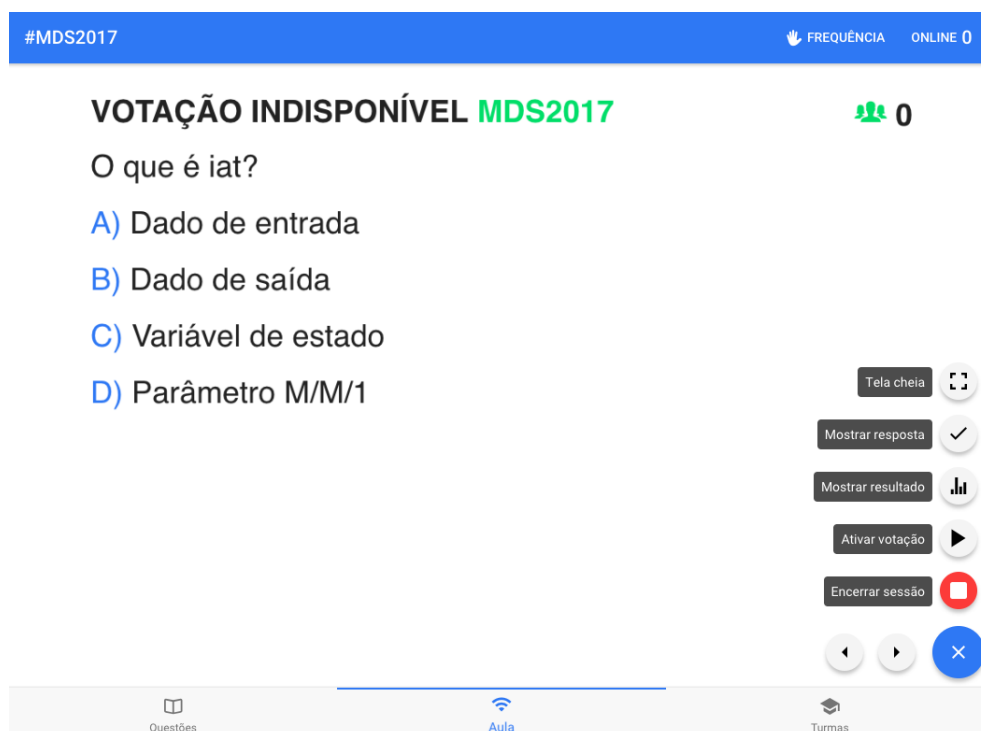 #MDS2017
FREQUÊNCIA
ONLINE 0
VOTAÇÃO INDISPONÍVEL MDS2017
0
O que é iat?
A) Dado de entrada
B) Dado de saída
C) Variável de estado
D) Parâmetro M/M/1
Tela cheia
Mostrar resposta
Mostrar resultado
Ativar votação
Encerrar sessão
Questões
Aula
Turmas